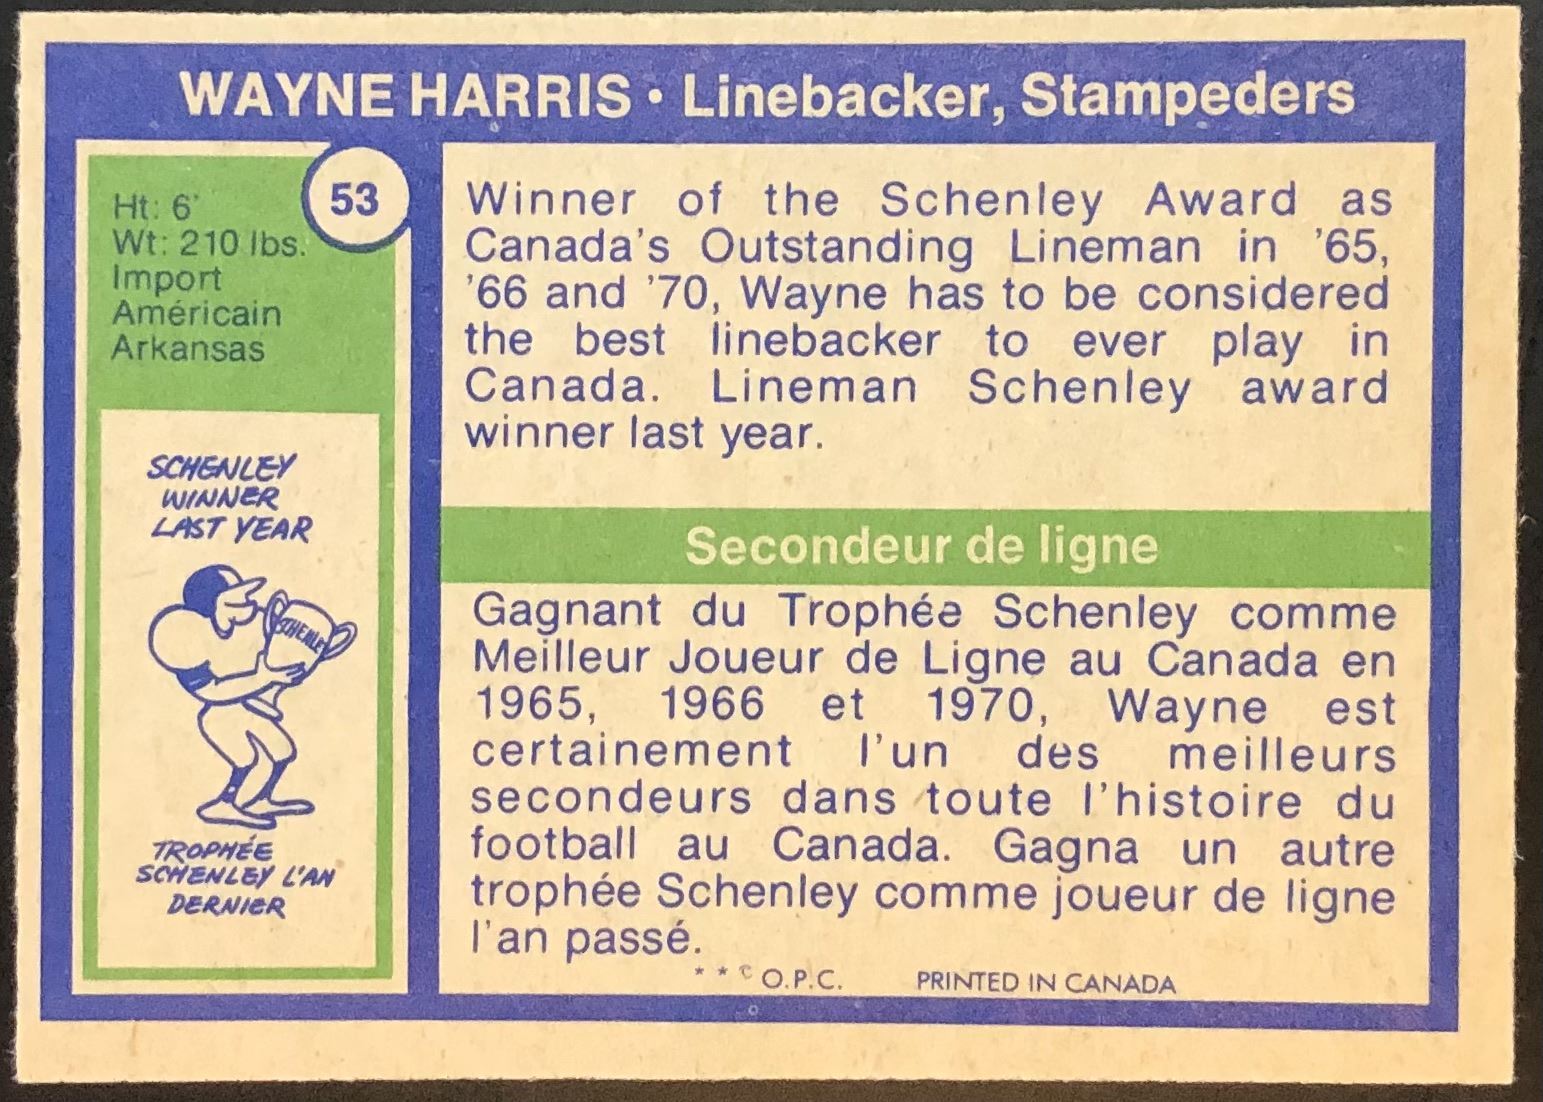 WAYNE HARRIS • Linebacker, Stampeders
53
Ht: 6'
Wt: 210 lbs.
Import
Américain
Arkansas
SCHENLEY
WINNER
LAST YEAR
SCHENLEY
TROPHÉE
SCHENLEY L'AN
DERNIER
Winner of the Schenley Award as
Canada's Outstanding Lineman in '65,
'66 and '70, Wayne has to be considered
the best linebacker to ever play in
Canada. Lineman Schenley award
winner last year.
Secondeur de ligne
Gagnant du Trophée Schenley comme
Meilleur Joueur de Ligne au Canada en
1965, 1966 et 1970, Wayne est
certainement l'un des meilleurs
secondeurs dans toute l'histoire du
football au Canada. Gagna un autre
trophée Schenley comme joueur de ligne
l'an passé.
* * © O.P.C. PRINTED IN CANADA